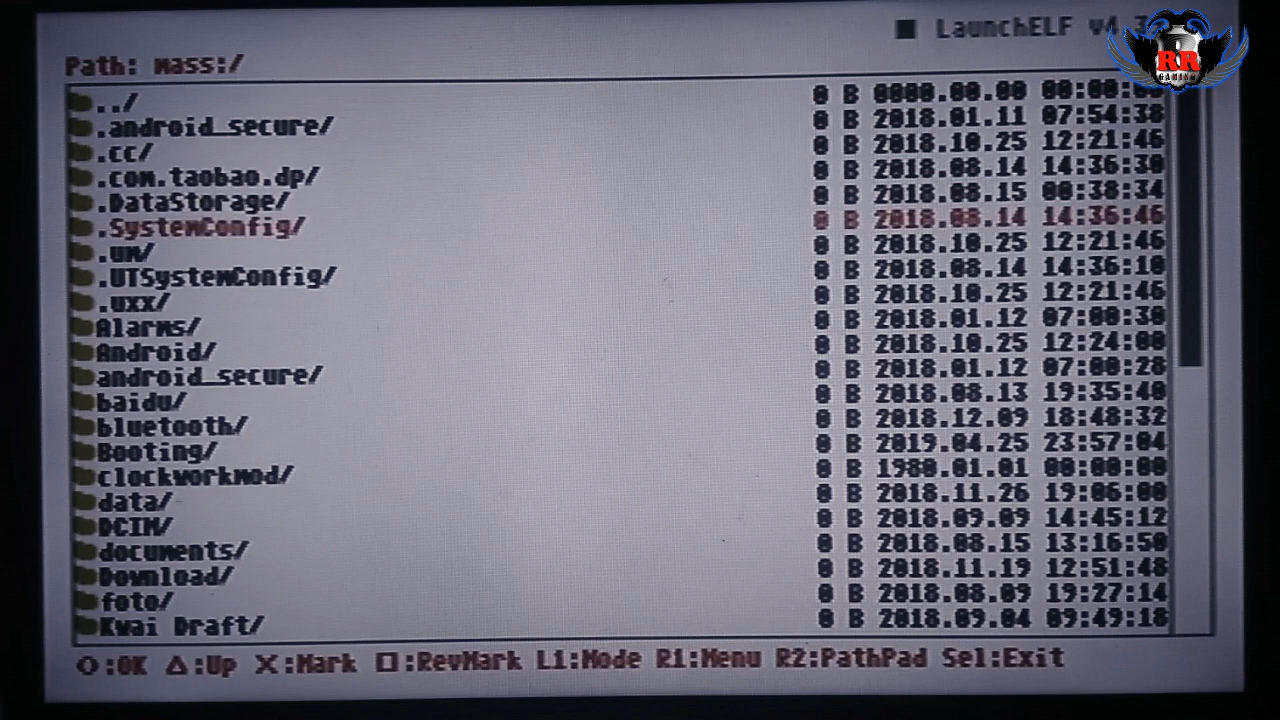 ■ LaunchELF
RR
GAMING
Path: mass:/
../ 0 B 0000.00.00 00:00:
.android_secure/ 0 B 2018.01.11 07:54:38
.cc/ 0 B 2018.10.25 12:21:46
.com.taobao.dp/ 0 B 2018.08.14 14:36:30
.DataStorage/ 0 B 2018.08.15 00:38:34
.SystemConfig/ 0 B 2018.08.14 14:36:46
.um/ 0 B 2018.10.25 12:21:46
.UTSystemConfig/ 0 B 2018.08.14 14:36:10
.uxx/ 0 B 2018.10.25 12:21:46
Alarms/ 0 B 2018.01.12 07:00:30
Android/ 0 B 2018.10.25 12:24:00
android_secure/ 0 B 2018.01.12 07:00:28
baidu/ 0 B 2018.08.13 19:35:40
bluetooth/ 0 B 2018.12.09 18:48:32
Booting/ 0 B 2019.04.25 23:57:04
clockworkmod/ 0 B 1980.01.01 00:00:00
data/ 0 B 2018.11.26 19:06:00
DCIM/ 0 B 2018.09.09 14:45:12
documents/ 0 B 2018.08.15 13:16:50
Download/ 0 B 2018.11.19 12:51:48
foto/ 0 B 2018.08.09 19:27:14
Kwai Draft/ 0 B 2018.09.04 09:49:18
○:OK △:Up ×:Mark □:RevMark L1:Mode R1:Menu R2:PathPad Sel:Exit